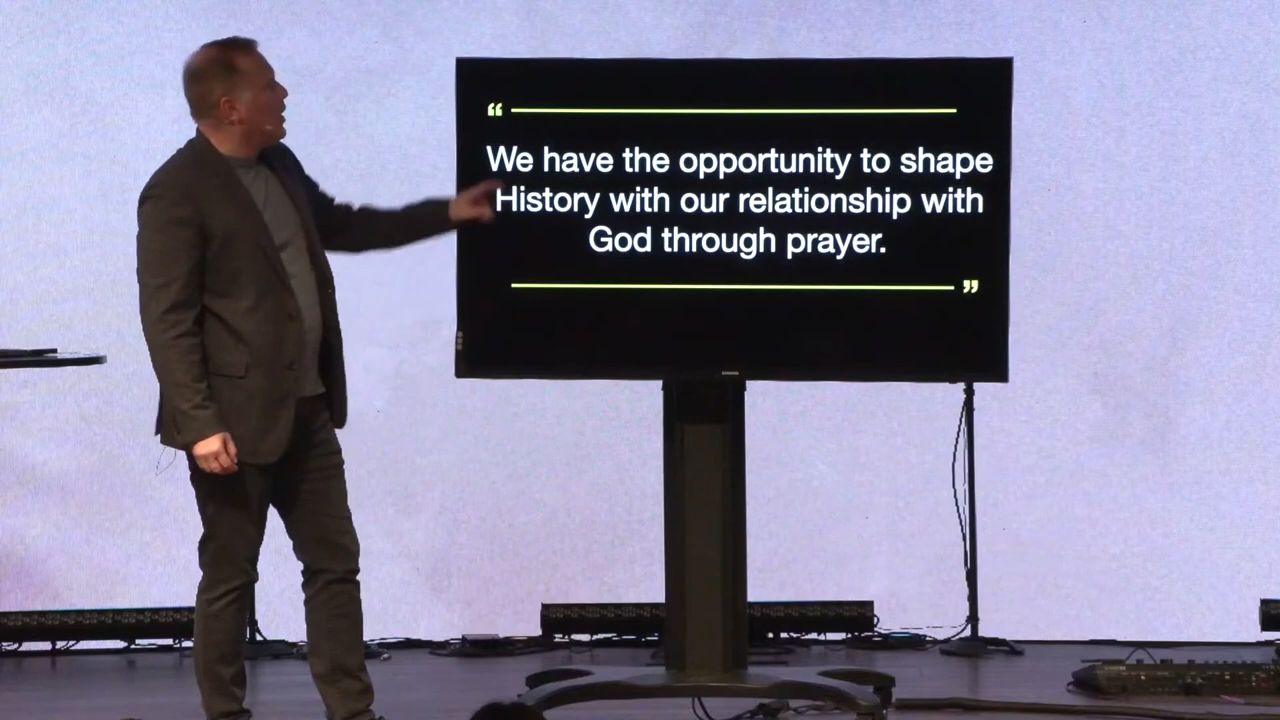 “
We have the opportunity to shape
History with our relationship with
God through prayer.
”